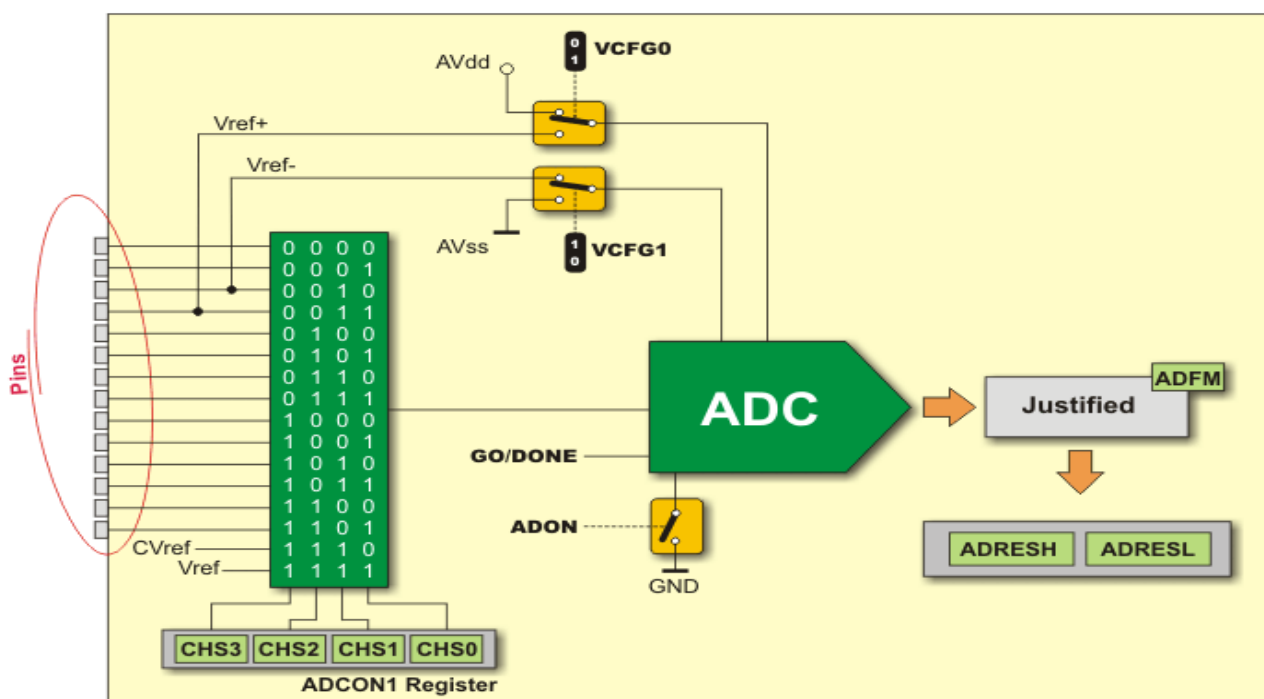 0
1
VCFG0
AVdd
Vref+
Vref-
AVss
1
0
VCFG1
Pins
0 0 0 0
0 0 0 1
0 0 1 0
0 0 1 1
0 1 0 0
0 1 0 1
0 1 1 0
0 1 1 1
1 0 0 0
1 0 0 1
1 0 1 0
1 0 1 1
1 1 0 0
1 1 0 1
CVref 1 1 1 0
Vref 1 1 1 1
ADC
GO/DONE
ADON
GND
ADFM
Justified
ADRESH ADRESL
CHS3 CHS2 CHS1 CHS0
ADCON1 Register